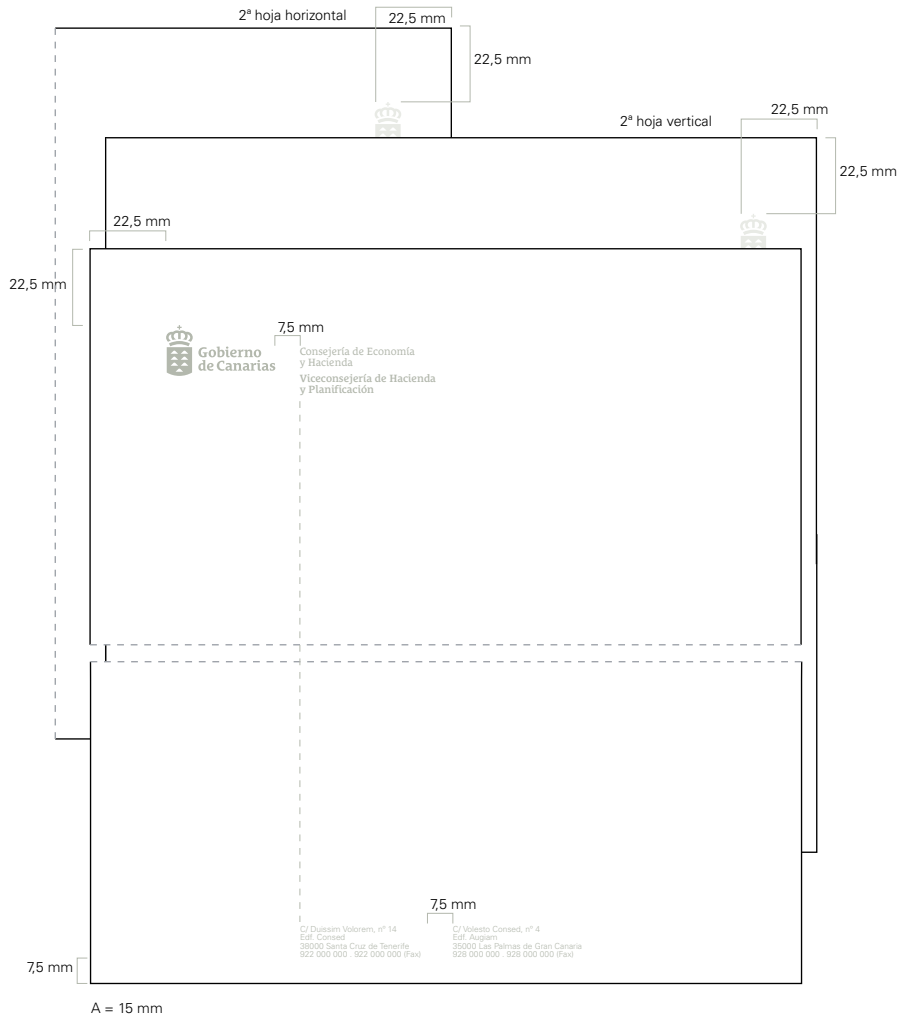 2ª hoja horizontal
22,5 mm
22,5 mm
2ª hoja vertical
22,5 mm
22,5 mm
22,5 mm
22,5 mm
7,5 mm
Gobierno
de Canarias
Consejería de Economía
y Hacienda
Viceconsejería de Hacienda
y Planificación
7,5 mm
C/ Duissim Volorem, nº 14
Edf. Consed
38000 Santa Cruz de Tenerife
922 000 000 . 922 000 000 (Fax)
C/ Volesto Consed, nº 4
Edf. Augiam
35000 Las Palmas de Gran Canaria
928 000 000 . 928 000 000 (Fax)
7,5 mm
A = 15 mm